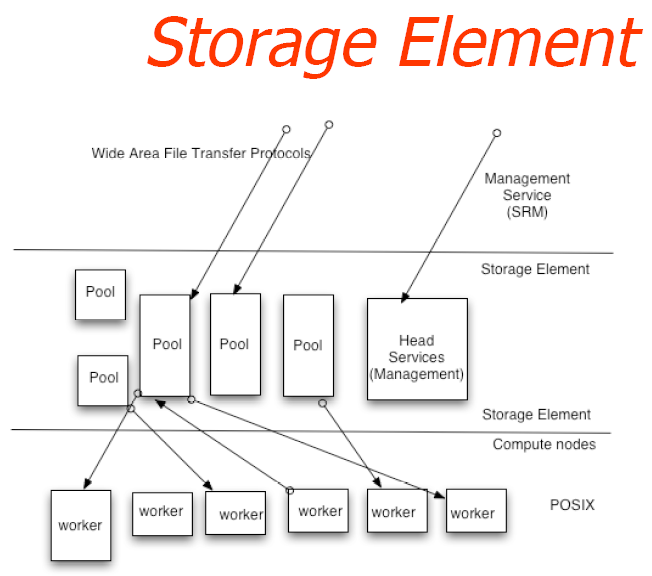 Storage Element
Wide Area File Transfer Protocols
Management
Service
(SRM)
Storage Element
Pool
Pool
Pool
Pool
Pool
Head
Services
(Management)
Storage Element
Compute nodes
worker
worker
worker
worker
worker
worker
POSIX